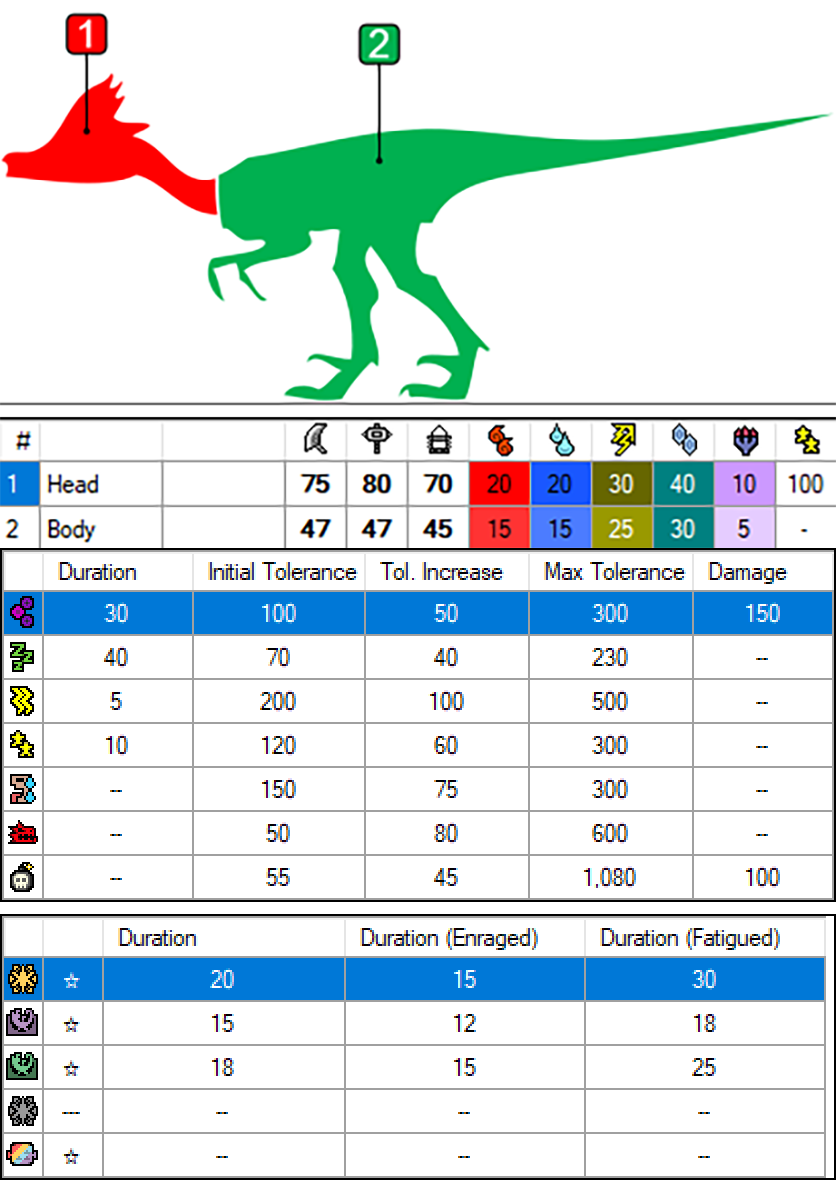 1
2
#
1 Head 75 80 70 20 20 30 40 10 100
2 Body 47 47 45 15 15 25 30 5 -
Duration Initial Tolerance Tol. Increase Max Tolerance Damage
30 100 50 300 150
40 70 40 230 --
5 200 100 500 --
10 120 60 300 --
-- 150 75 300 --
-- 50 80 600 --
-- 55 45 1,080 100
Duration Duration (Enraged) Duration (Fatigued)
☆ 20 15 30
☆ 15 12 18
☆ 18 15 25
--- -- -- --
☆ -- -- --